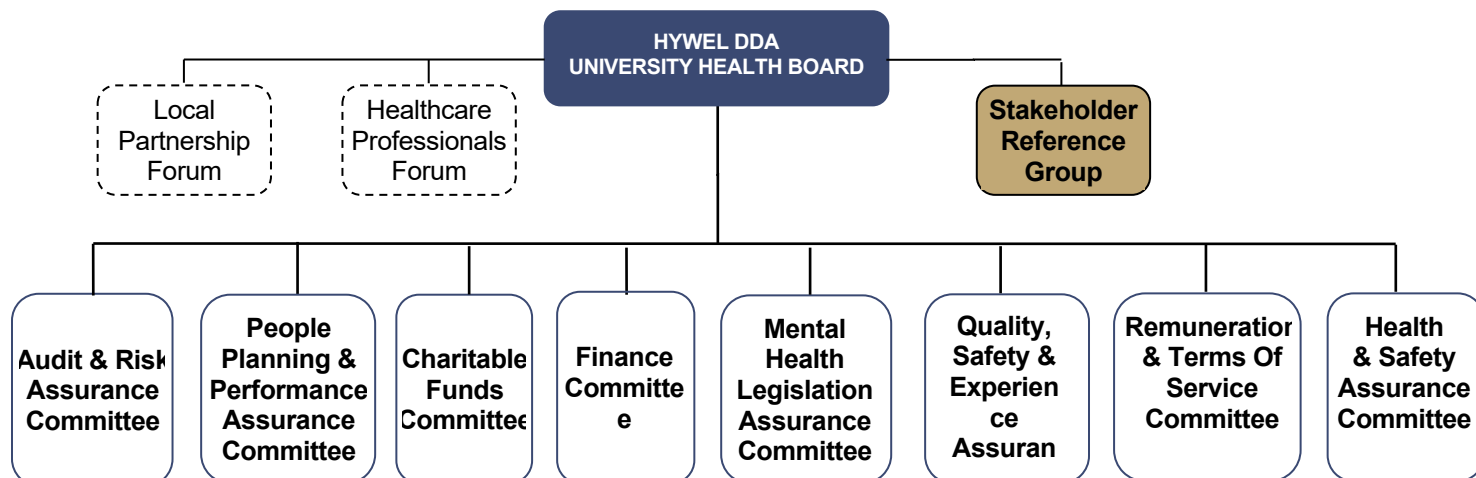 HYWEL DDA
UNIVERSITY HEALTH BOARD
Local
Partnership
Forum
Healthcare
Professionals
Forum
Stakeholder
Reference
Group
Audit & Risk
Assurance
Committee
People
Planning &
Performance
Assurance
Committee
Charitable
Funds
Committee
Finance
Committe
e
Mental
Health
Legislation
Assurance
Committee
Quality,
Safety &
Experien
ce
Assuran
Remuneration
& Terms Of
Service
Committee
Health
& Safety
Assurance
Committee